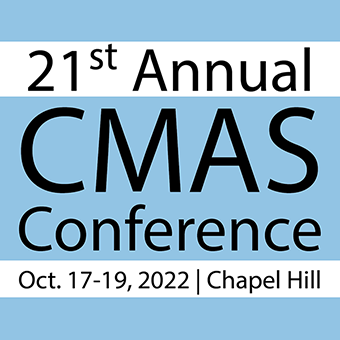 21st Annual
CMAS
Conference
Oct. 17-19, 2022 | Chapel Hill